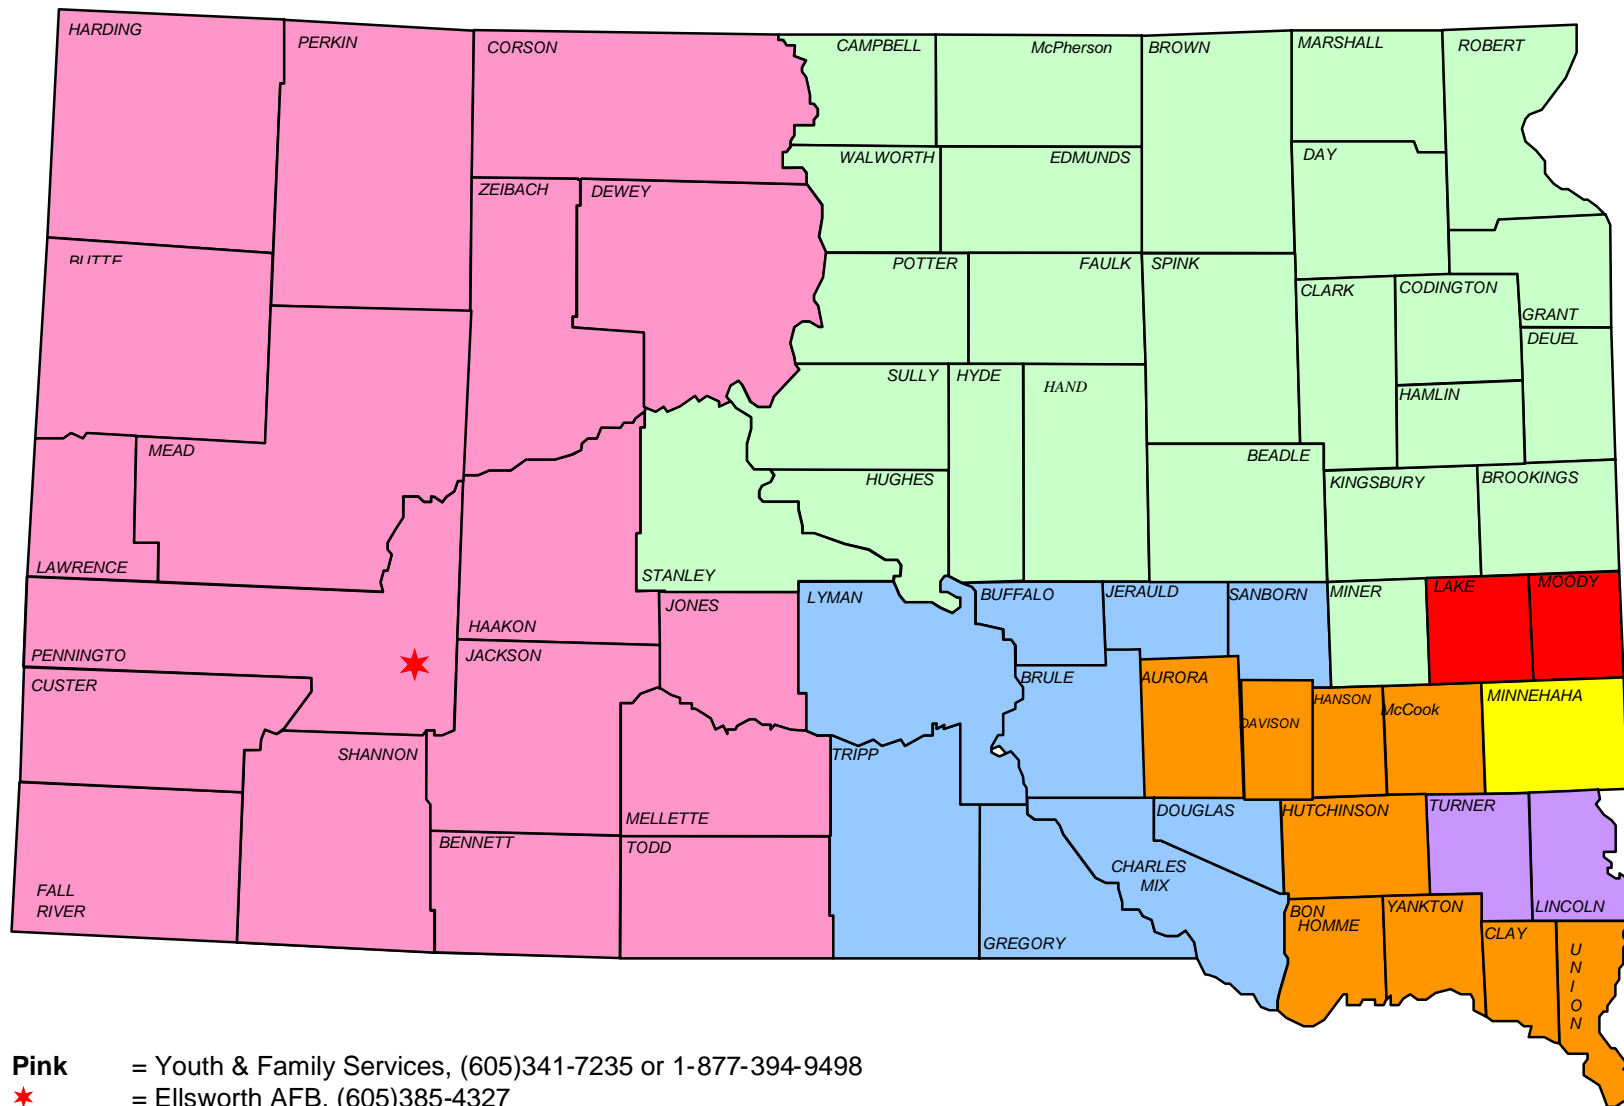 HARDING
PERKIN
CORSON
CAMPBELL
McPherson
BROWN
MARSHALL
ROBERT
WALWORTH
EDMUNDS
DAY
ZEIBACH
DEWEY
BUTTE
POTTER
FAULK
SPINK
CLARK
CODINGTON
GRANT
DEUEL
SULLY
HYDE
HAND
HAMLIN
MEAD
BEADLE
HUGHES
KINGSBURY
BROOKINGS
LAWRENCE
STANLEY
LYMAN
BUFFALO
JERAULD
SANBORN
MINER
LAKE
MOODY
JONES
HAAKON
PENNINGTO
JACKSON
CUSTER
BRULE
AURORA
HANSON
McCook
MINNEHAHA
DAVISON
SHANNON
TRIPP
MELLETTE
DOUGLAS
HUTCHINSON
TURNER
BENNETT
TODD
CHARLES
MIX
FALL
RIVER
GREGORY
BON
HOMME
YANKTON
LINCOLN
CLAY
UNION
Pink = Youth & Family Services, (605)341-7235 or 1-877-394-9498
= Ellsworth AFB, (605)385-4327